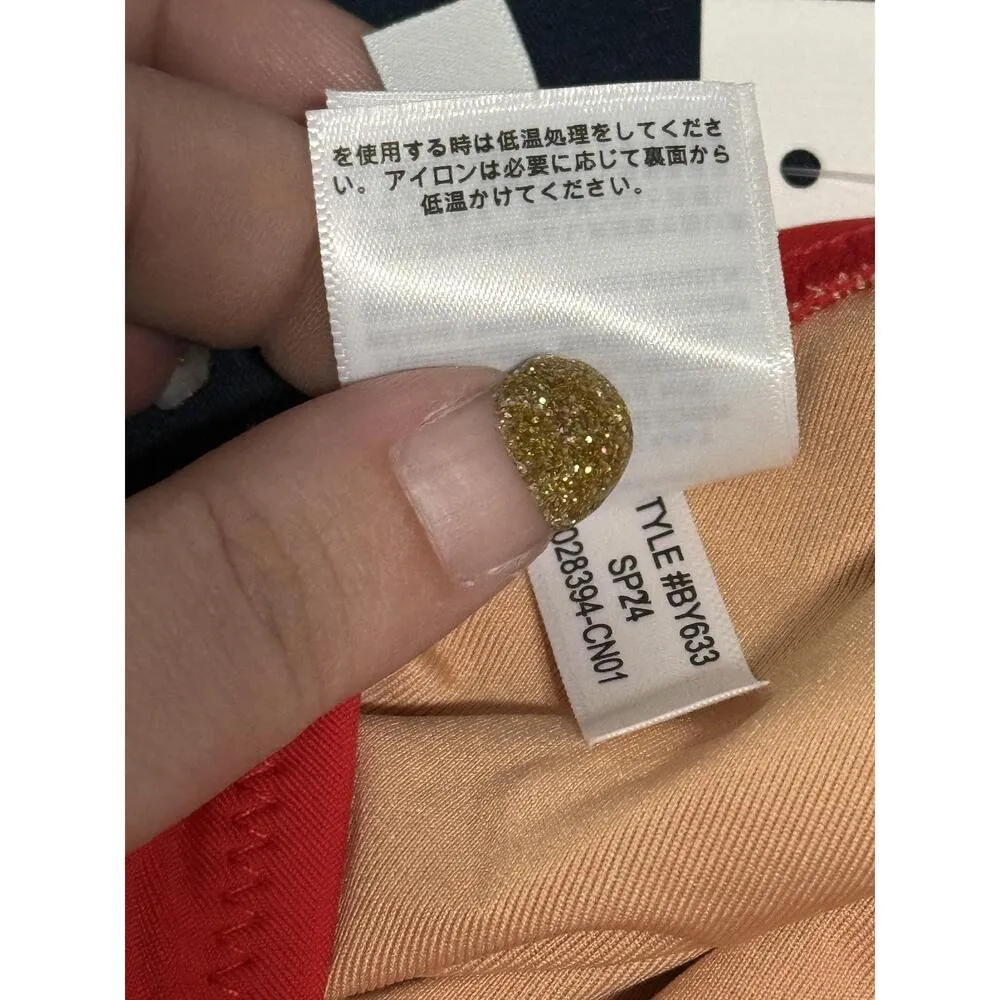 を使用する時は低温処理をしてくださ
い。アイロンは必要に応じて裏面から
低温かけてください。
TYLE #BY633
SP24
028394-CN01